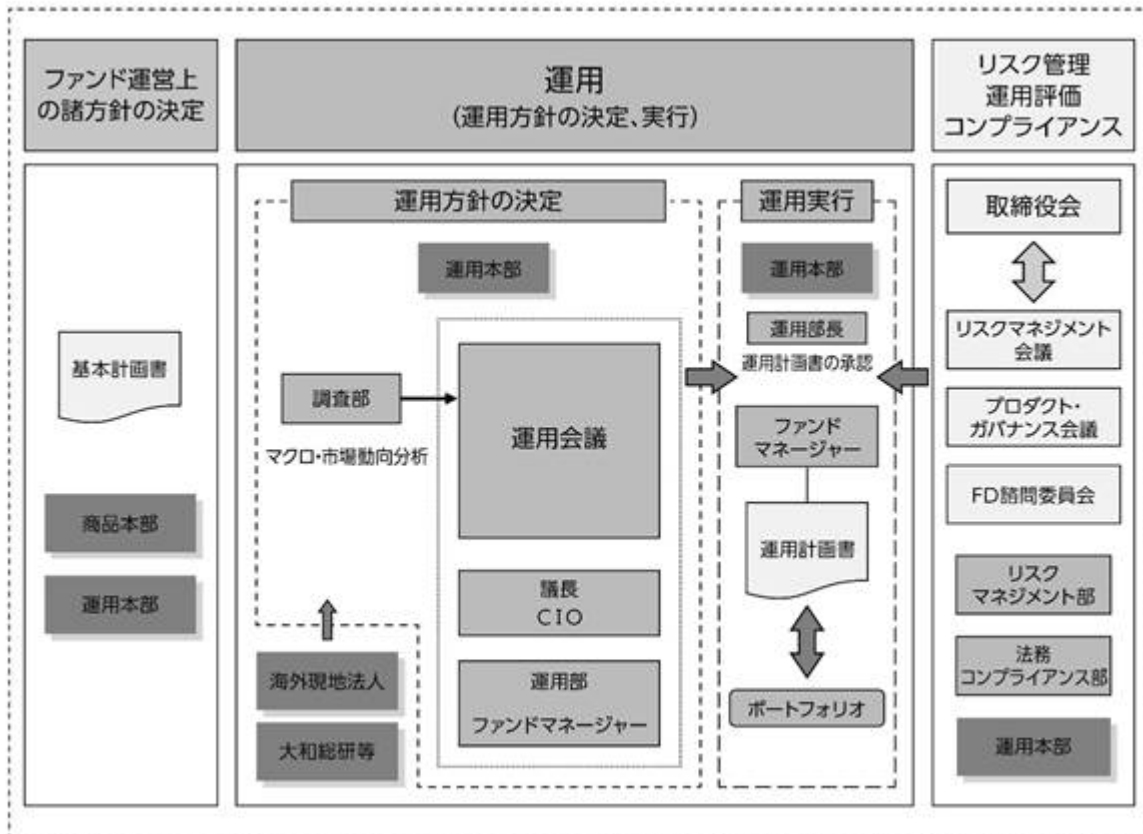 ファンド運営上
の諸方針の決定
運用
(運用方針の決定、実行)
リスク管理
運用評価
コンプライアンス
基本計画書
商品本部
運用本部
運用方針の決定
運用本部
調査部
マクロ・市場動向分析
運用会議
議長
CIO
運用部
ファンドマネージャー
海外現地法人
大和総研等
運用実行
運用本部
運用部長
運用計画書の承認
ファンド
マネージャー
運用計画書
ポートフォリオ
取締役会
リスクマネジメント
会議
プロダクト・
ガバナンス会議
FD諮問委員会
リスク
マネジメント部
法務
コンプライアンス部
運用本部